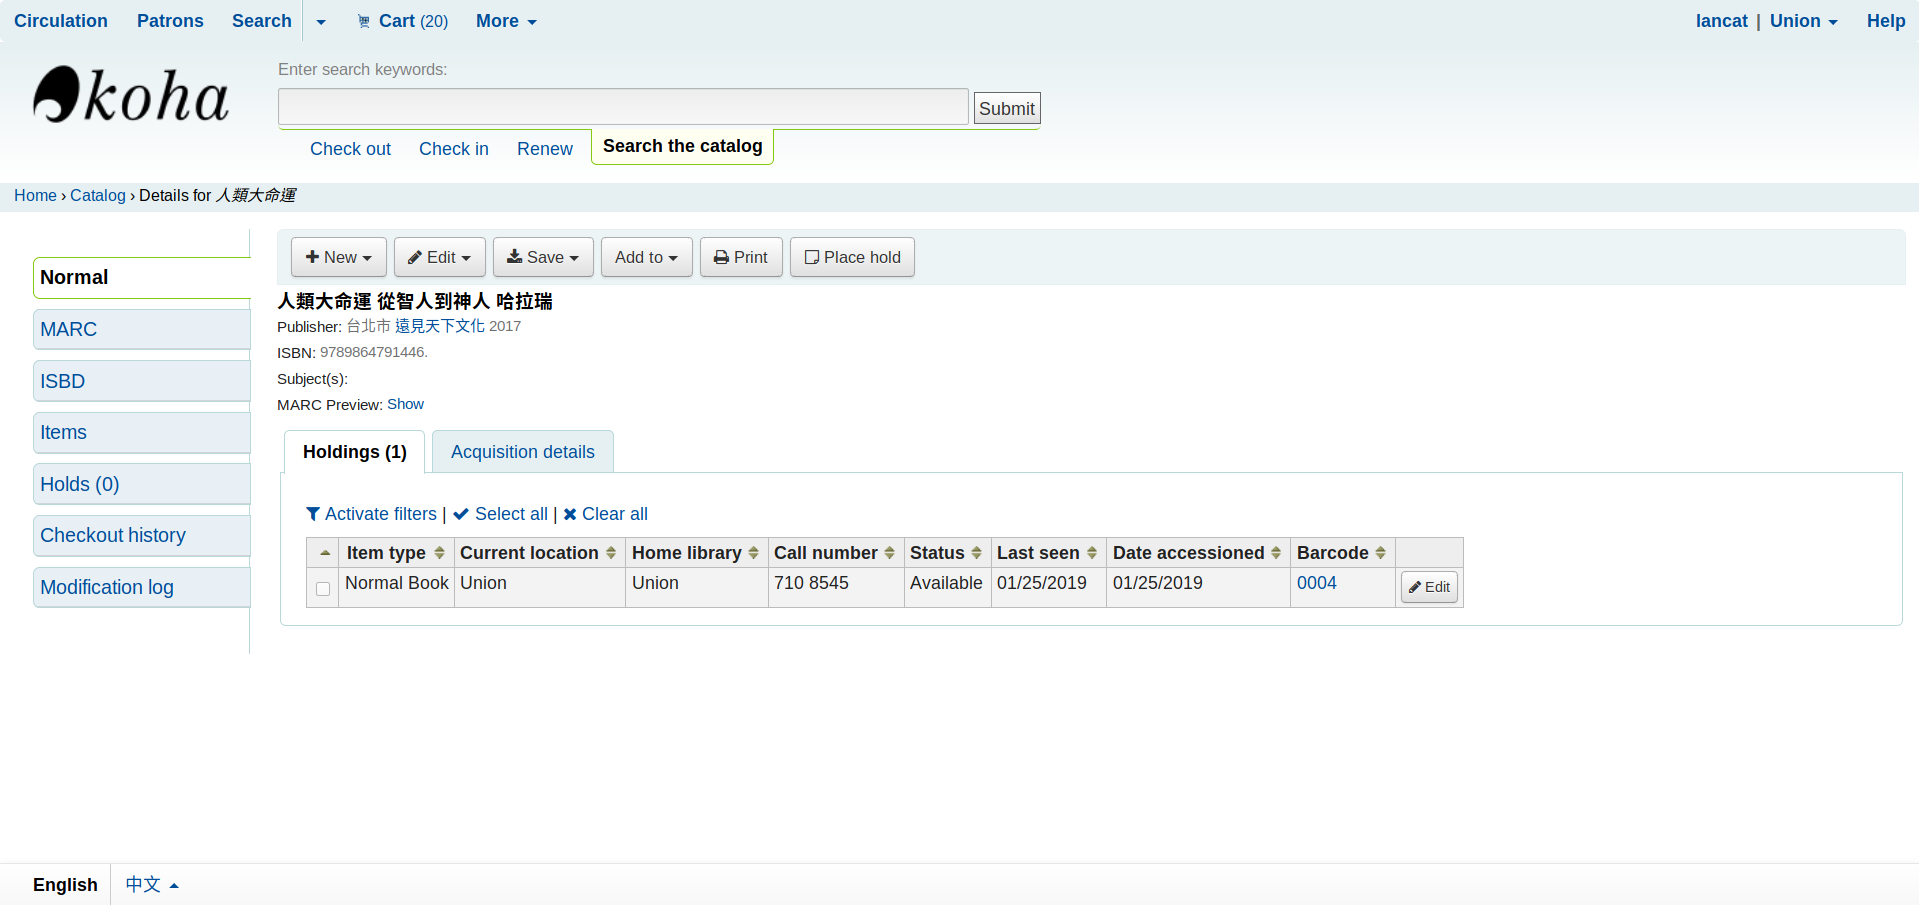 Circulation Patrons Search Cart (20) More lancat | Union Help
koha
Enter search keywords:
Submit
Check out Check in Renew Search the catalog
Home › Catalog › Details for 人類大命運
New Edit Save Add to Print Place hold
Normal
MARC
ISBD
Items
Holds (0)
Checkout history
Modification log
人類大命運 從智人到神人 哈拉瑞
Publisher: 台北市 遠見天下文化 2017
ISBN: 9789864791446.
Subject(s):
MARC Preview: Show
Holdings (1) Acquisition details
Activate filters | Select all | Clear all
Item type Current location Home library Call number Status Last seen Date accessioned Barcode
Normal Book Union Union 710 8545 Available 01/25/2019 01/25/2019 0004 Edit
English 中文